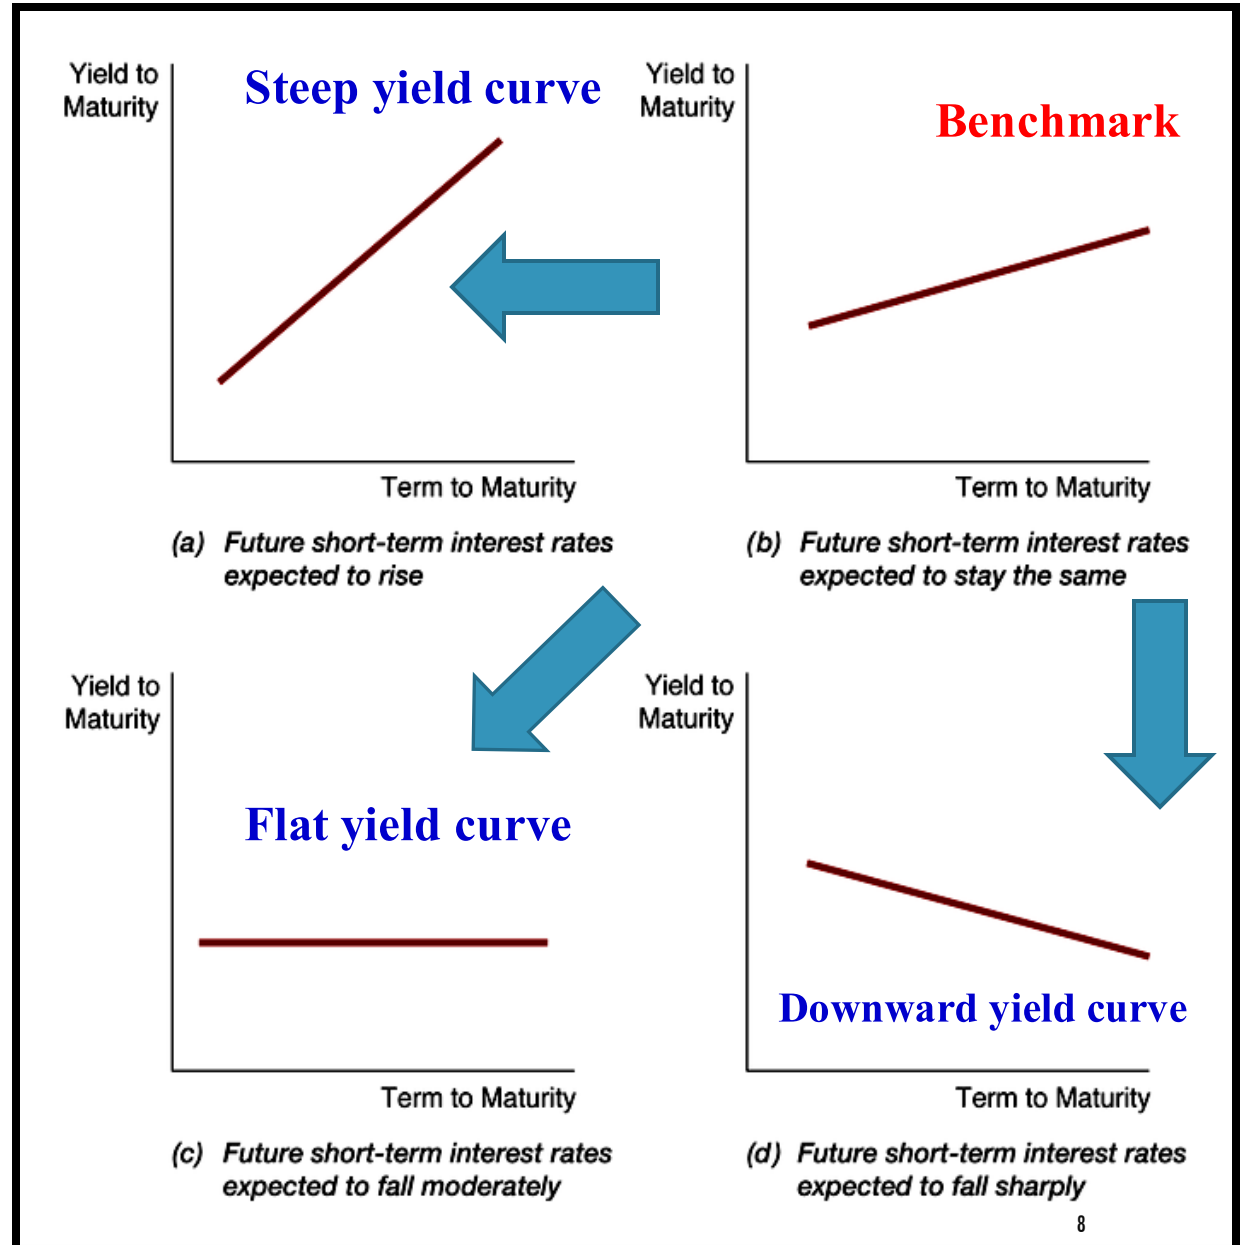 Yield to
Maturity
Steep yield curve
Term to Maturity
(a) Future short-term interest rates
expected to rise
Yield to
Maturity
Benchmark
Term to Maturity
(b) Future short-term interest rates
expected to stay the same
Yield to
Maturity
Flat yield curve
Term to Maturity
(c) Future short-term interest rates
expected to fall moderately
Yield to
Maturity
Downward yield curve
Term to Maturity
(d) Future short-term interest rates
expected to fall sharply
8